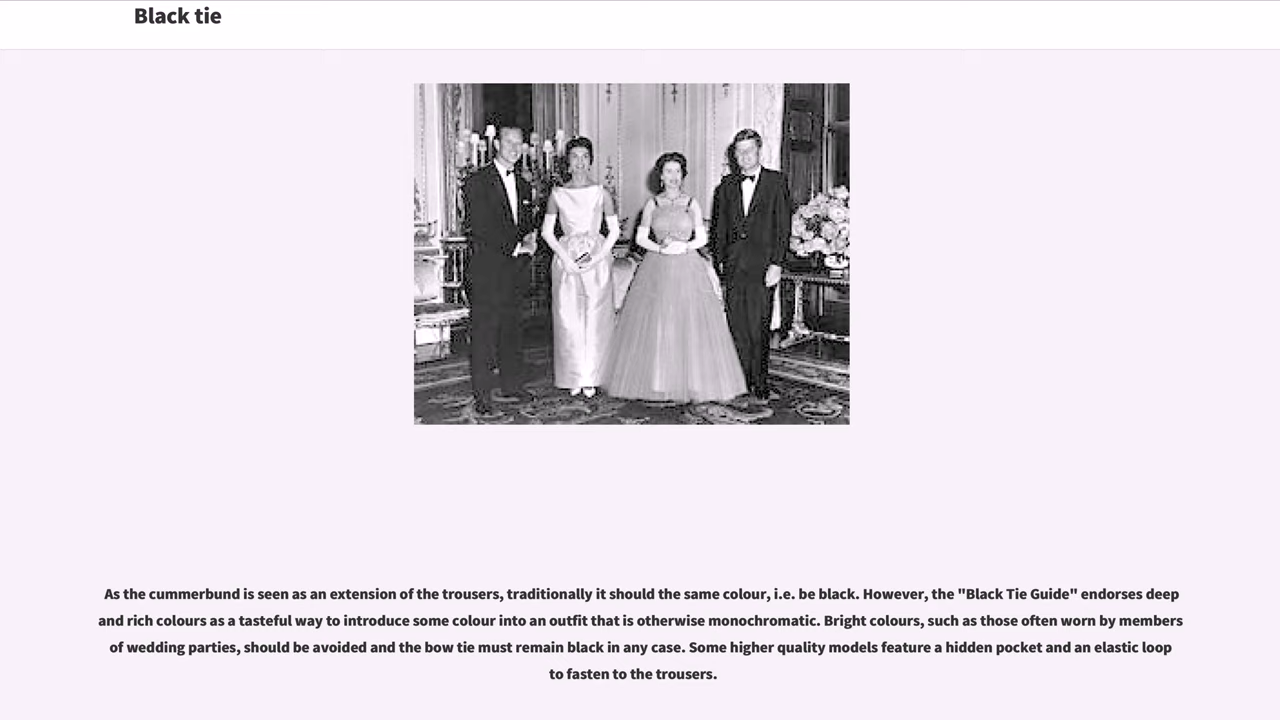 Black tie
As the cummerbund is seen as an extension of the trousers, traditionally it should the same colour, i.e. be black. However, the "Black Tie Guide" endorses deep
and rich colours as a tasteful way to introduce some colour into an outfit that is otherwise monochromatic. Bright colours, such as those often worn by members
of wedding parties, should be avoided and the bow tie must remain black in any case. Some higher quality models feature a hidden pocket and an elastic loop
to fasten to the trousers.